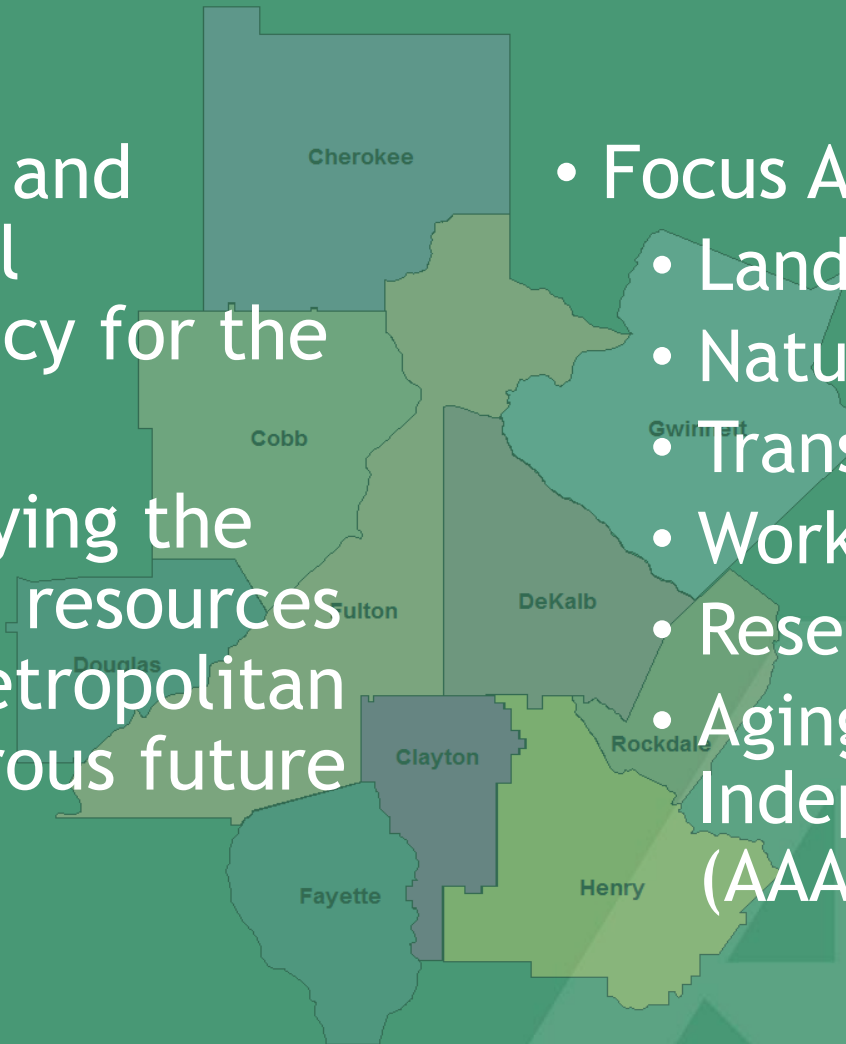 and
l
cy for the
ying the
resources
etropolitan
rous future
• Focus A
• Land
• Natu
• Trans
• Work
• Rese
• Aging
Indep
(AAA
Cherokee
Cobb
Gwinnett
Fulton
DeKalb
Douglas
Clayton
Rockdale
Fayette
Henry